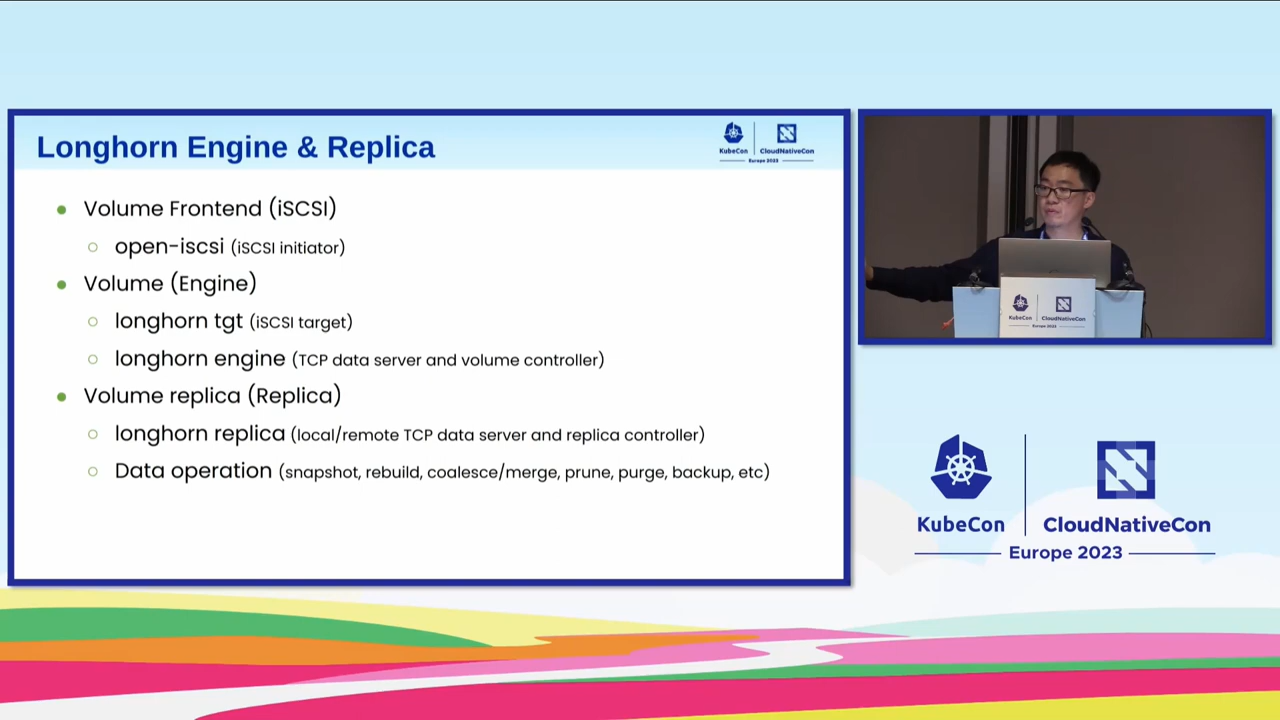 Longhorn Engine & Replica
KubeCon
CloudNativeCon
Europe 2023
Volume Frontend (iSCSI)
open-iscsi (iSCSI initiator)
Volume (Engine)
longhorn tgt (iSCSI target)
longhorn engine (TCP data server and volume controller)
Volume replica (Replica)
longhorn replica (local/remote TCP data server and replica controller)
Data operation (snapshot, rebuild, coalesce/merge, prune, purge, backup, etc)
KubeCon
CloudNativeCon
Europe 2023
KubeCon
CloudNativeCon
Europe 2023